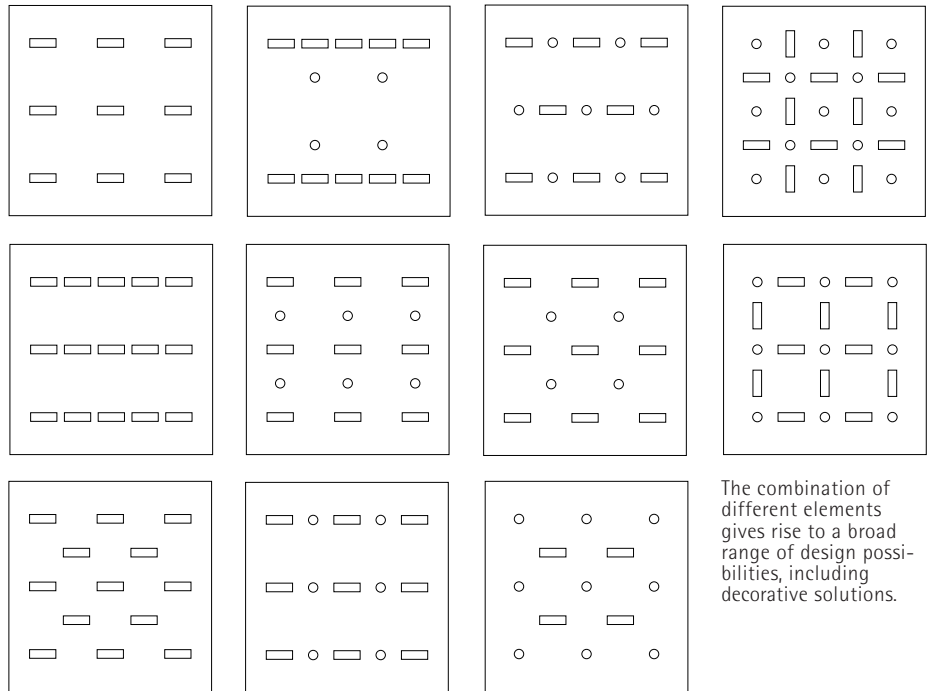 The combination of
different elements
gives rise to a broad
range of design possi-
bilities, including
decorative solutions.